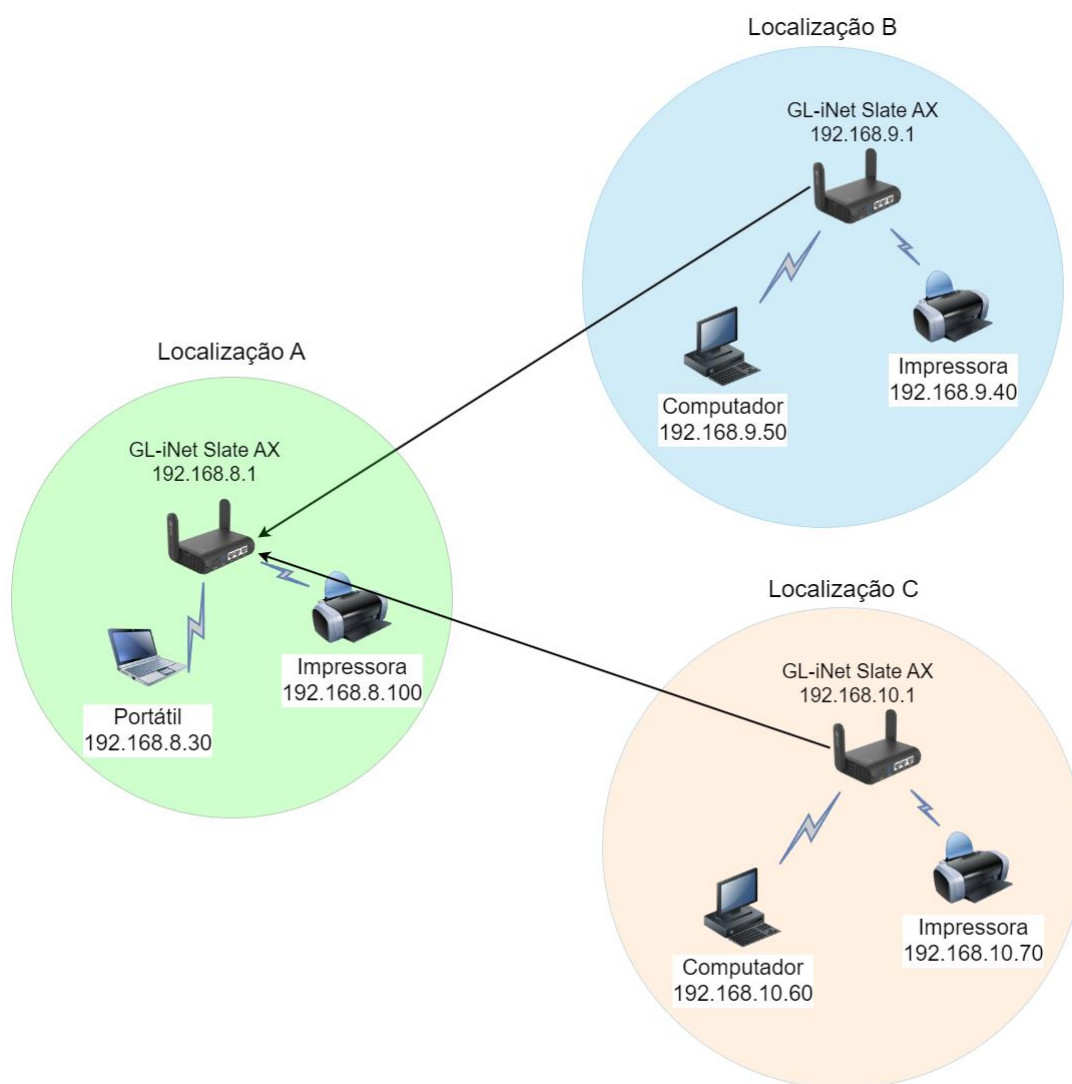 Localização B
GL-iNet Slate AX
192.168.9.1
Impressora
192.168.9.40
Computador
192.168.9.50
Localização A
GL-iNet Slate AX
192.168.8.1
Impressora
192.168.8.100
Portátil
192.168.8.30
Localização C
GL-iNet Slate AX
192.168.10.1
Impressora
192.168.10.70
Computador
192.168.10.60